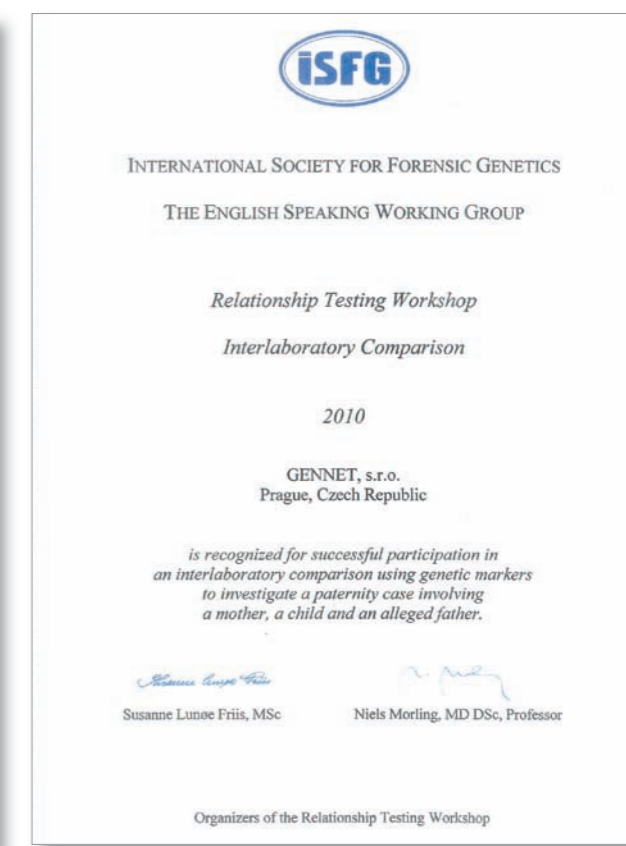 iSFG
INTERNATIONAL SOCIETY FOR FORENSIC GENETICS
THE ENGLISH SPEAKING WORKING GROUP
Relationship Testing Workshop
Interlaboratory Comparison
2010
GENNET, s.r.o.
Prague, Czech Republic
is recognized for successful participation in
an interlaboratory comparison using genetic markers
to investigate a paternity case involving
a mother, a child and an alleged father.
Susanne Lunøe Friis
Susanne Lunøe Friis, MSc Niels Morling, MD DSc, Professor
Organizers of the Relationship Testing Workshop